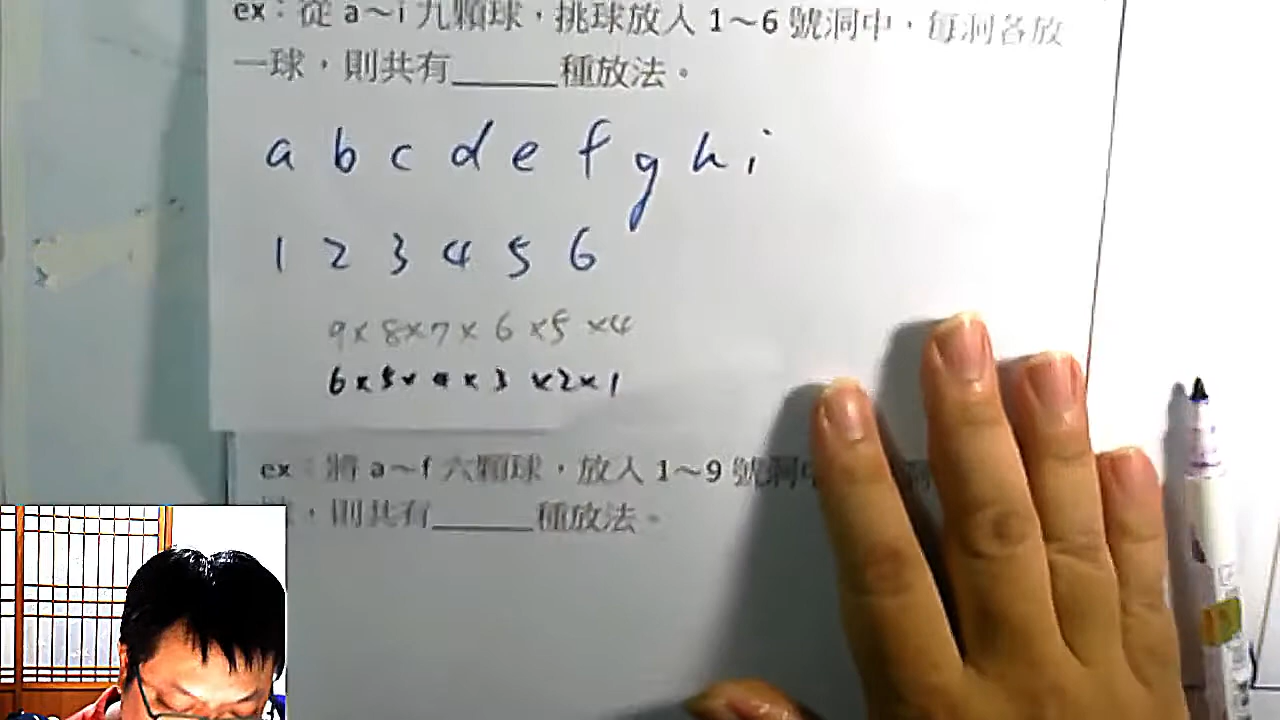 ex：從 a～i 九顆球，挑球放入 1～6 號洞中，每洞各放
一球，則共有______種放法。
a b c d e f g h i
1 2 3 4 5 6
9×8×7×6×5×4
6×5×4×3×2×1
ex：將 a～f 六顆球，放入 1～9 號洞中
球，則共有______種放法。